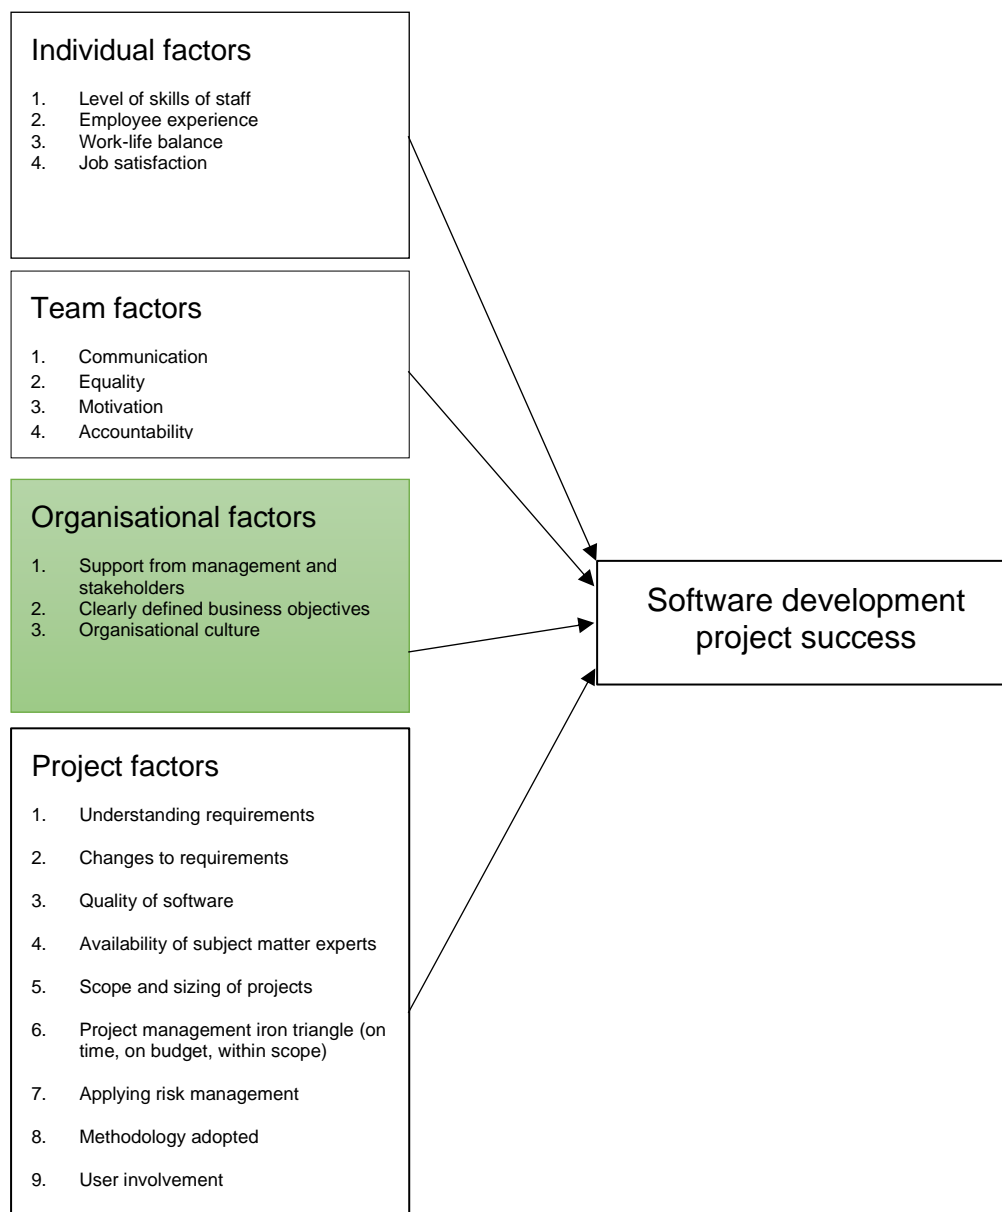 Individual factors
1. Level of skills of staff
2. Employee experience
3. Work-life balance
4. Job satisfaction
Team factors
1. Communication
2. Equality
3. Motivation
4. Accountability
Organisational factors
1. Support from management and
stakeholders
2. Clearly defined business objectives
3. Organisational culture
Software development
project success
Project factors
1. Understanding requirements
2. Changes to requirements
3. Quality of software
4. Availability of subject matter experts
5. Scope and sizing of projects
6. Project management iron triangle (on
time, on budget, within scope)
7. Applying risk management
8. Methodology adopted
9. User involvement